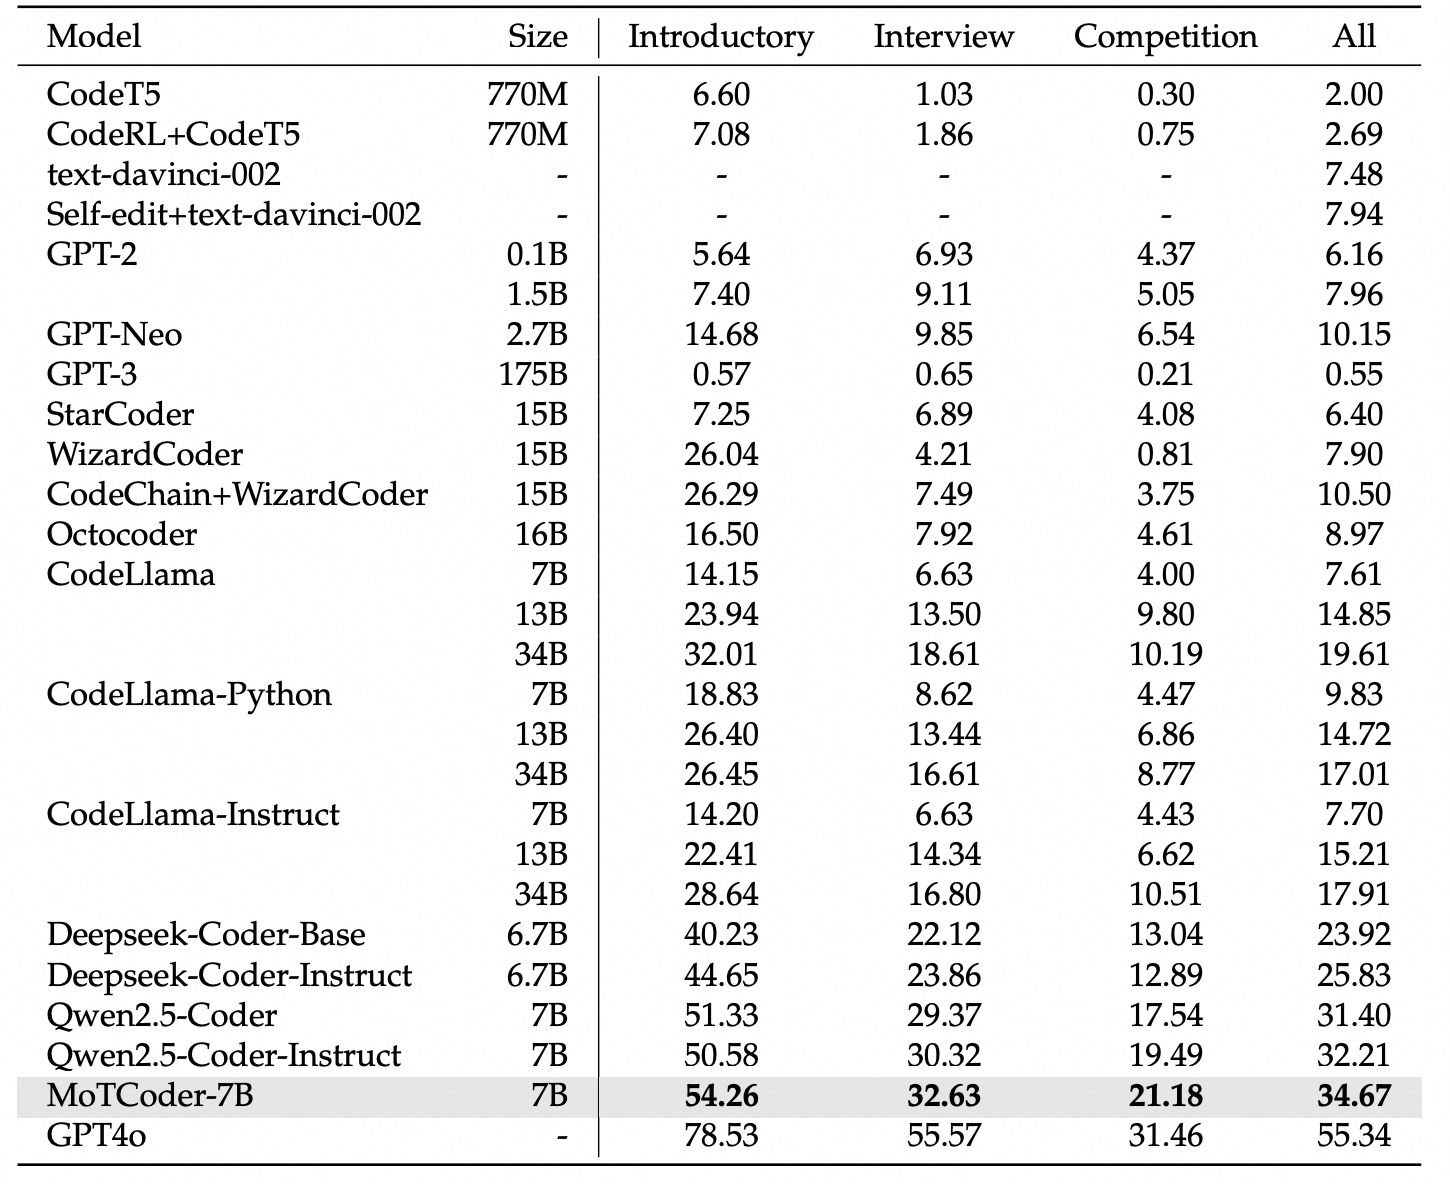 Model Size Introductory Interview Competition All
CodeT5 770M 6.60 1.03 0.30 2.00
CodeRL+CodeT5 770M 7.08 1.86 0.75 2.69
text-davinci-002 - - - - 7.48
Self-edit+text-davinci-002 - - - - 7.94
GPT-2 0.1B 5.64 6.93 4.37 6.16
1.5B 7.40 9.11 5.05 7.96
GPT-Neo 2.7B 14.68 9.85 6.54 10.15
GPT-3 175B 0.57 0.65 0.21 0.55
StarCoder 15B 7.25 6.89 4.08 6.40
WizardCoder 15B 26.04 4.21 0.81 7.90
CodeChain+WizardCoder 15B 26.29 7.49 3.75 10.50
Octocoder 16B 16.50 7.92 4.61 8.97
CodeLlama 7B 14.15 6.63 4.00 7.61
13B 23.94 13.50 9.80 14.85
34B 32.01 18.61 10.19 19.61
CodeLlama-Python 7B 18.83 8.62 4.47 9.83
13B 26.40 13.44 6.86 14.72
34B 26.45 16.61 8.77 17.01
CodeLlama-Instruct 7B 14.20 6.63 4.43 7.70
13B 22.41 14.34 6.62 15.21
34B 28.64 16.80 10.51 17.91
Deepseek-Coder-Base 6.7B 40.23 22.12 13.04 23.92
Deepseek-Coder-Instruct 6.7B 44.65 23.86 12.89 25.83
Qwen2.5-Coder 7B 51.33 29.37 17.54 31.40
Qwen2.5-Coder-Instruct 7B 50.58 30.32 19.49 32.21
MoTCoder-7B 7B 54.26 32.63 21.18 34.67
GPT4o - 78.53 55.57 31.46 55.34